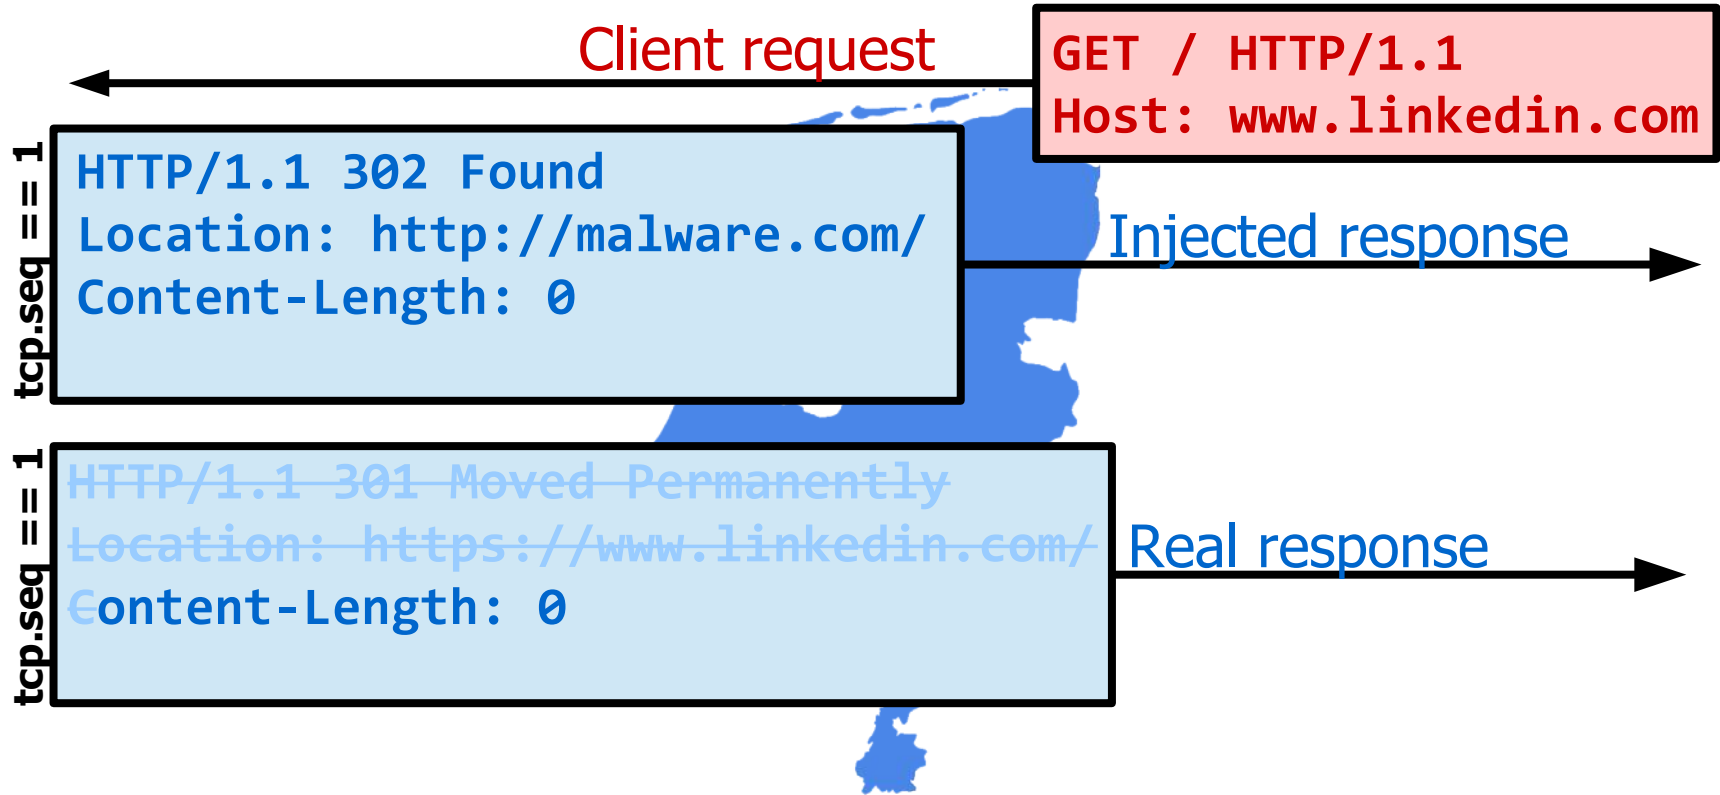 Client request
GET / HTTP/1.1
Host: www.linkedin.com
tcp.seq == 1
HTTP/1.1 302 Found
Location: http://malware.com/
Content-Length: 0
Injected response
tcp.seq == 1
HTTP/1.1 301 Moved Permanently
Location: https://www.linkedin.com/
Content-Length: 0
Real response